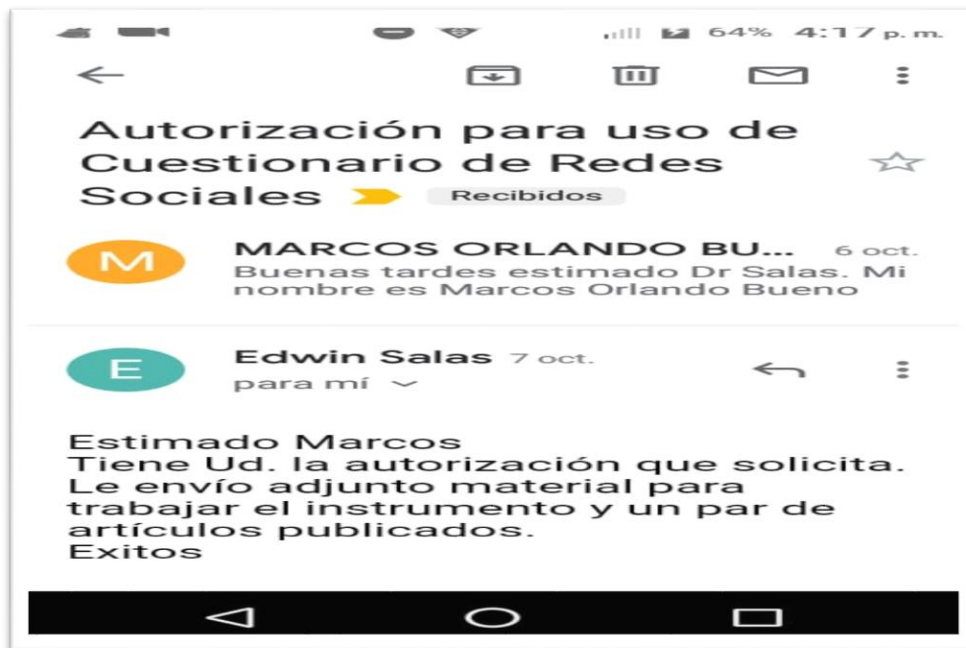 64% 4:17 p. m.
Autorización para uso de
Cuestionario de Redes
Sociales Recibidos
M
MARCOS ORLANDO BU... 6 oct.
Buenas tardes estimado Dr Salas. Mi
nombre es Marcos Orlando Bueno
E
Edwin Salas 7 oct.
para mí
Estimado Marcos
Tiene Ud. la autorización que solicita.
Le envío adjunto material para
trabajar el instrumento y un par de
artículos publicados.
Exitos